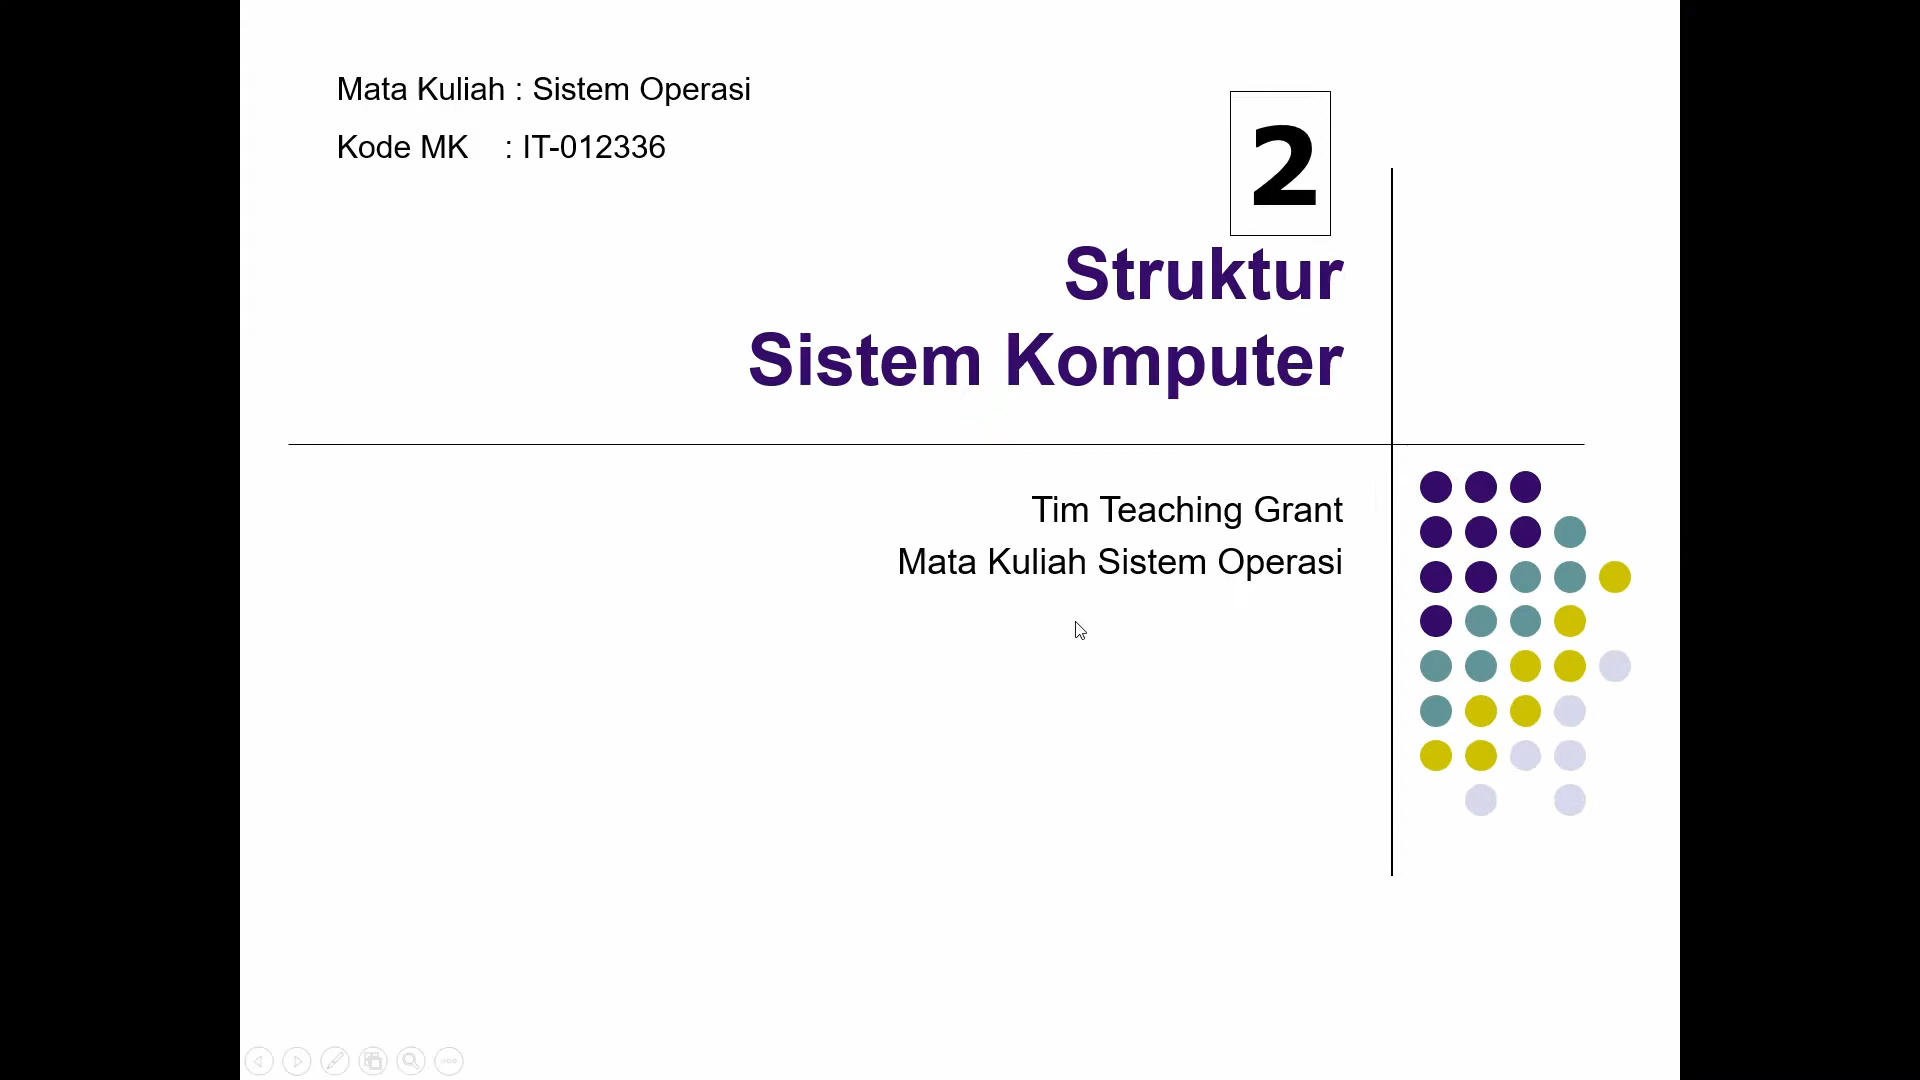 Mata Kuliah : Sistem Operasi
Kode MK : IT-012336
2
Struktur
Sistem Komputer
Tim Teaching Grant
Mata Kuliah Sistem Operasi